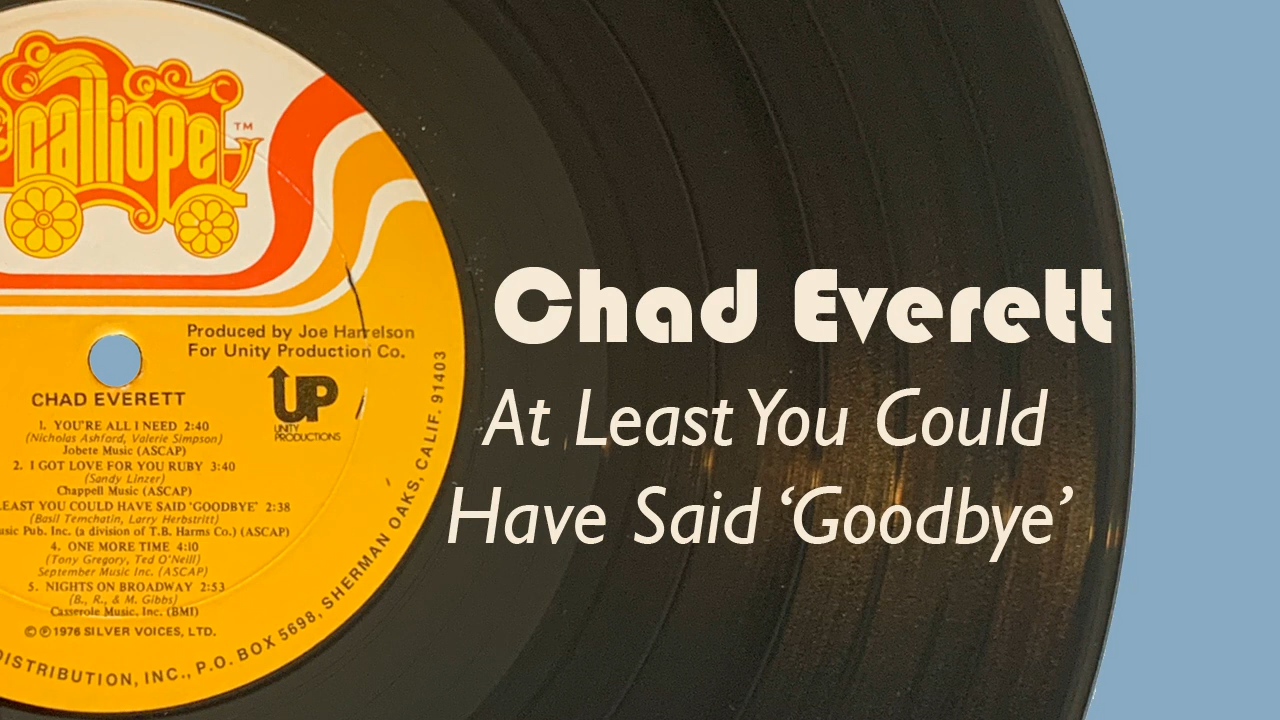 calliope TM
Produced by Joe Harrelson
For Unity Production Co.
UP
UNITY
PRODUCTIONS
CHAD EVERETT
1. YOU'RE ALL I NEED 2:40
(Nicholas Ashford, Valerie Simpson)
Jobete Music (ASCAP)
2. I GOT LOVE FOR YOU RUBY 3:40
(Sandy Linzer)
Chappell Music (ASCAP)
LEAST YOU COULD HAVE SAID 'GOODBYE' 2:38
(Basil Temchatin, Larry Herbstritt)
Pub. Inc. (a division of T.B. Harms Co.) (ASCAP)
4. ONE MORE TIME 4:10
(Tony Gregory, Ted O'Neill)
September Music Inc. (ASCAP)
5. NIGHTS ON BROADWAY 2:53
(B., R., & M. Gibbs)
Casserole Music, Inc. (BMI)
©℗1976 SILVER VOICES, LTD.
DISTRIBUTION, INC., P.O. BOX 5698, SHERMAN OAKS, CALIF. 91403
Chad Everett
At Least You Could
Have Said ‘Goodbye’